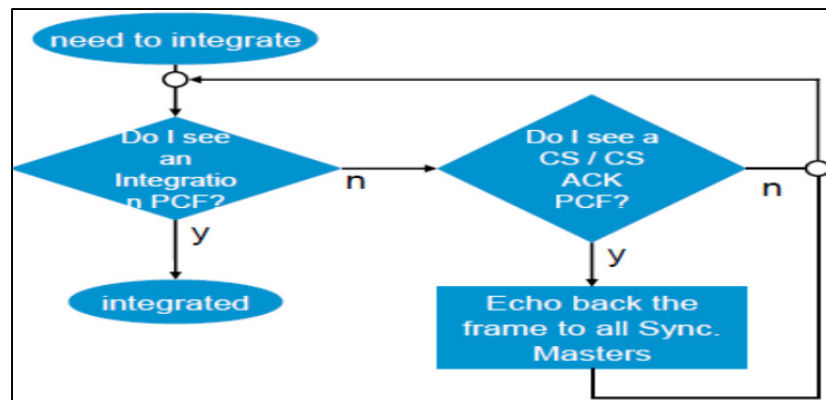 need to integrate
Do I see
an
Integratio
n PCF?
n
y
integrated
Do I see a
CS / CS
ACK
PCF?
n
y
Echo back the
frame to all Sync.
Masters